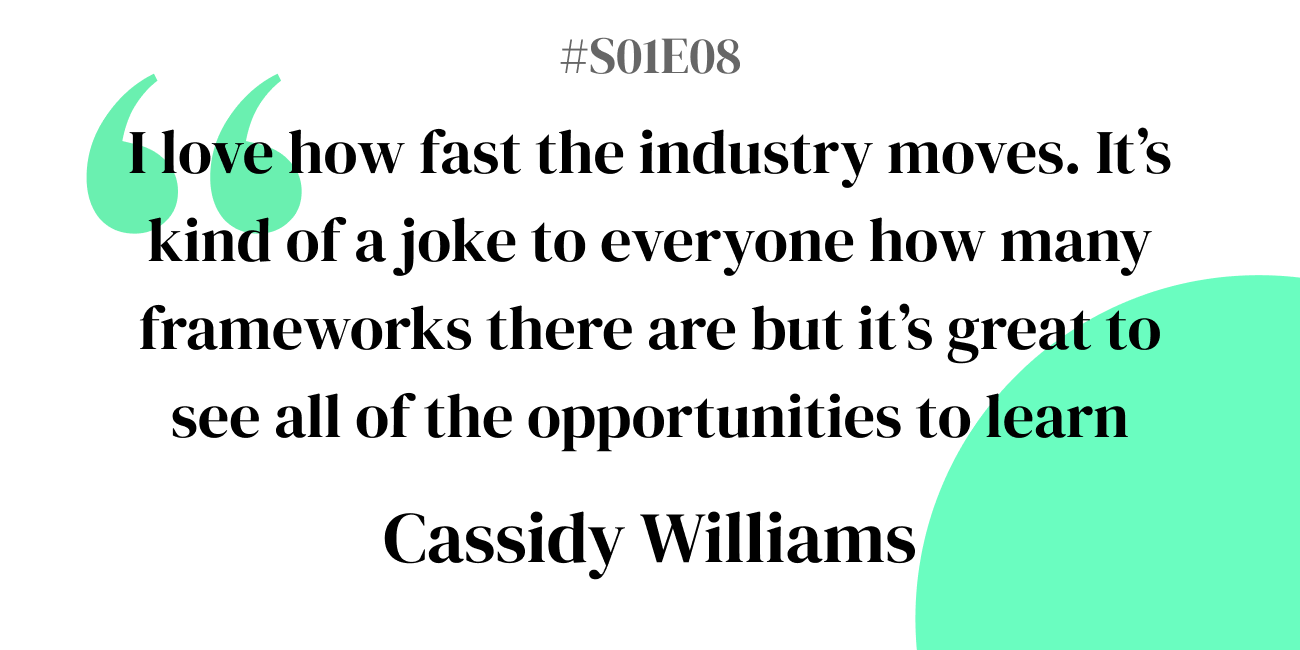 #S01E08
I love how fast the industry moves. It’s
kind of a joke to everyone how many
frameworks there are but it’s great to
see all of the opportunities to learn
Cassidy Williams